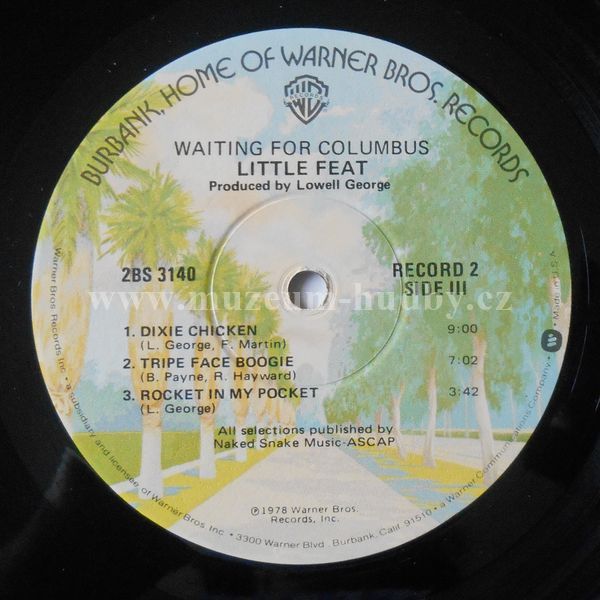 BURBANK, HOME OF WARNER BROS. RECORDS
RECORDS
WAITING FOR COLUMBUS
LITTLE FEAT
Produced by Lowell George
2BS 3140
RECORD 2
SIDE III
www.muzeum-hudby.cz
1. DIXIE CHICKEN 9:00
(L. George, F. Martin)
2. TRIPE FACE BOOGIE 7:02
(B. Payne, R. Hayward)
3. ROCKET IN MY POCKET 3:42
(L. George)
All selections published by
Naked Snake Music-ASCAP
℗1978 Warner Bros.
Records, Inc.
Warner Bros Records Inc. • a subsidiary and licensee of Warner Bros Inc. • 3300 Warner Blvd., Burbank, Calif. 91510 • a Warner Communications Company. • Made in U.S.A.